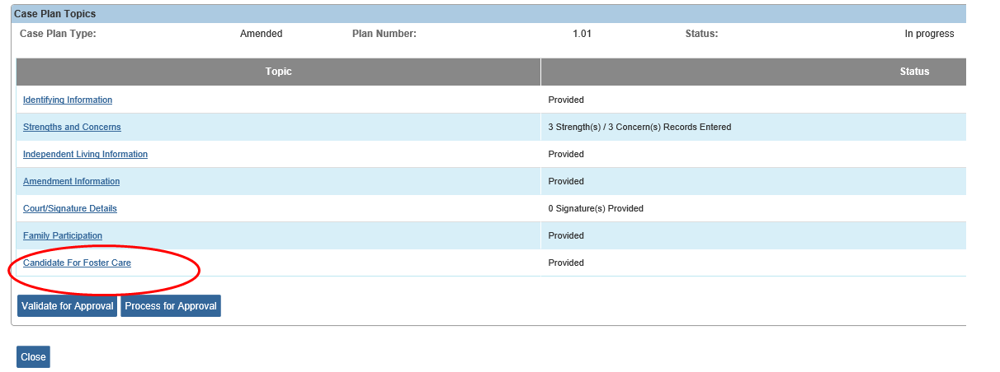 Case Plan Topics
Case Plan Type: Amended Plan Number: 1.01 Status: In progress
Topic Status
Identifying Information Provided
Strengths and Concerns 3 Strength(s) / 3 Concern(s) Records Entered
Independent Living Information Provided
Amendment Information Provided
Court/Signature Details 0 Signature(s) Provided
Family Participation Provided
Candidate For Foster Care Provided
Validate for Approval Process for Approval
Close